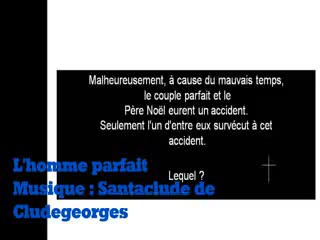 Malheureusement, à cause du mauvais temps,
le couple parfait et le
Père Noël eurent un accident.
Seulement l'un d'entre eux survécut à cet
accident.
Lequel ?
L'homme parfait
Musique : Santaclude de
Cludegeorges